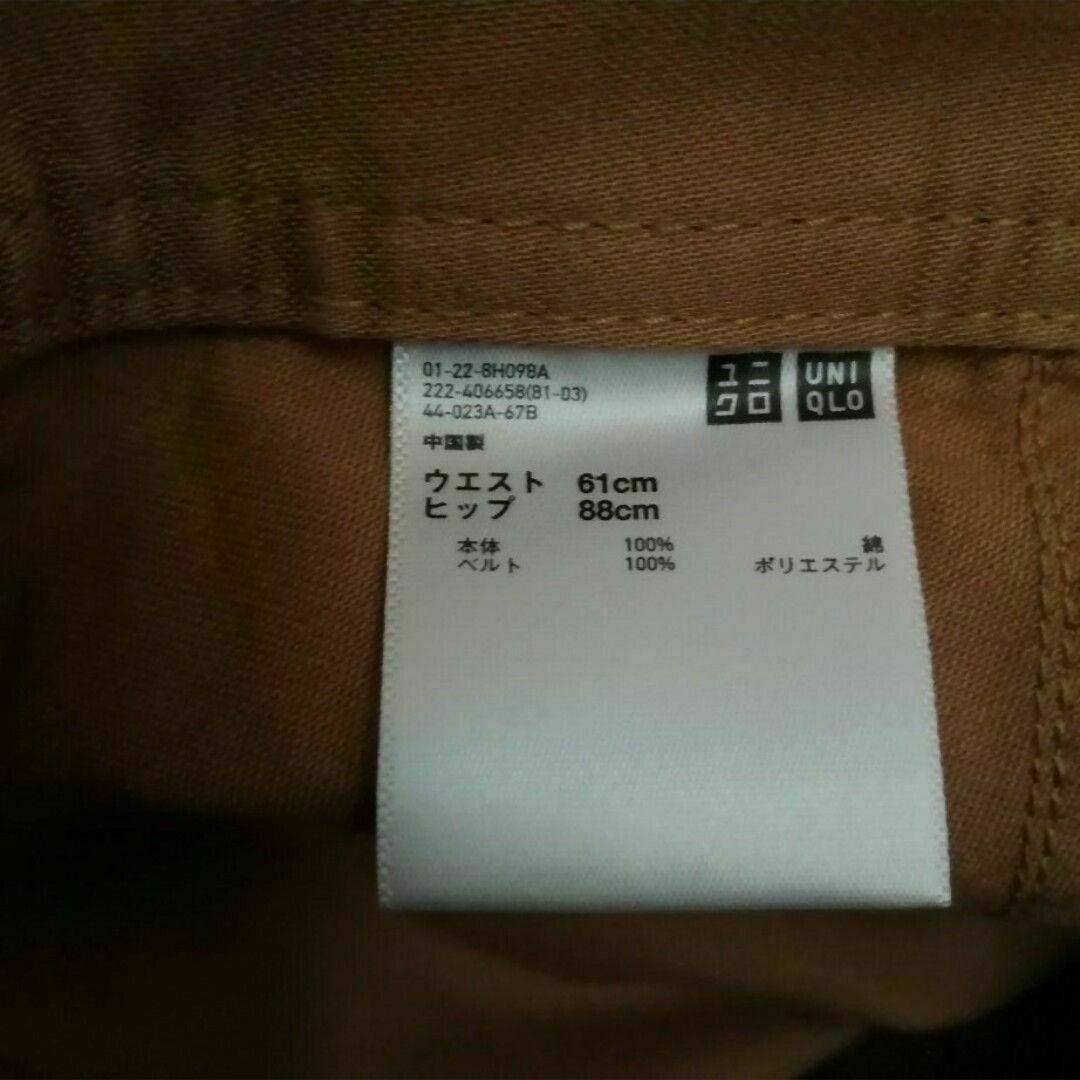 01-22-8H098A
222-406658(81-03)
44-023A-67B
ユニ
クロ
UNI
QLO
中国製
ウエスト 61cm
ヒップ 88cm
本体 100% 綿
ベルト 100% ポリエステル